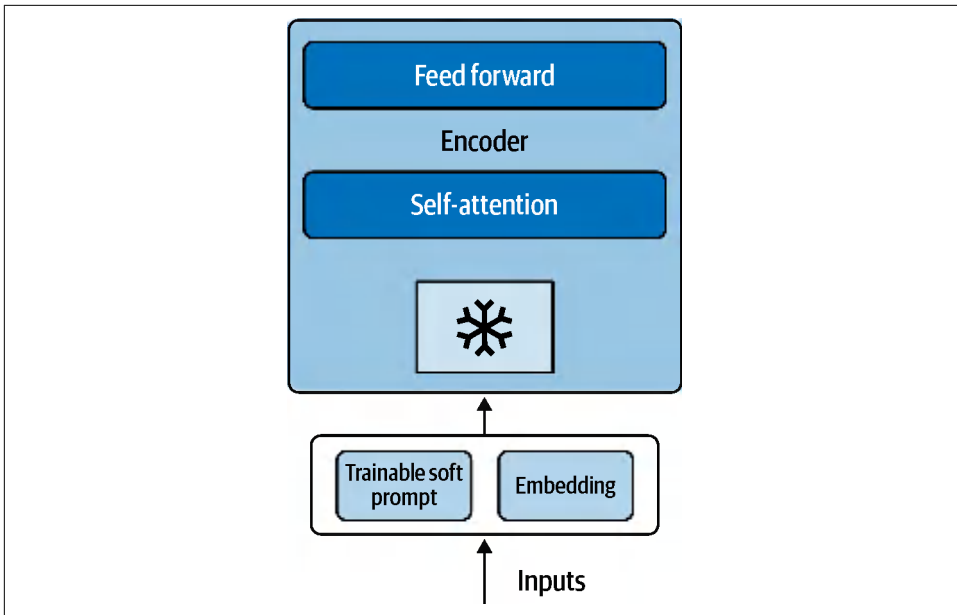 Feed forward
Encoder
Self-attention
Trainable soft
prompt
Embedding
Inputs